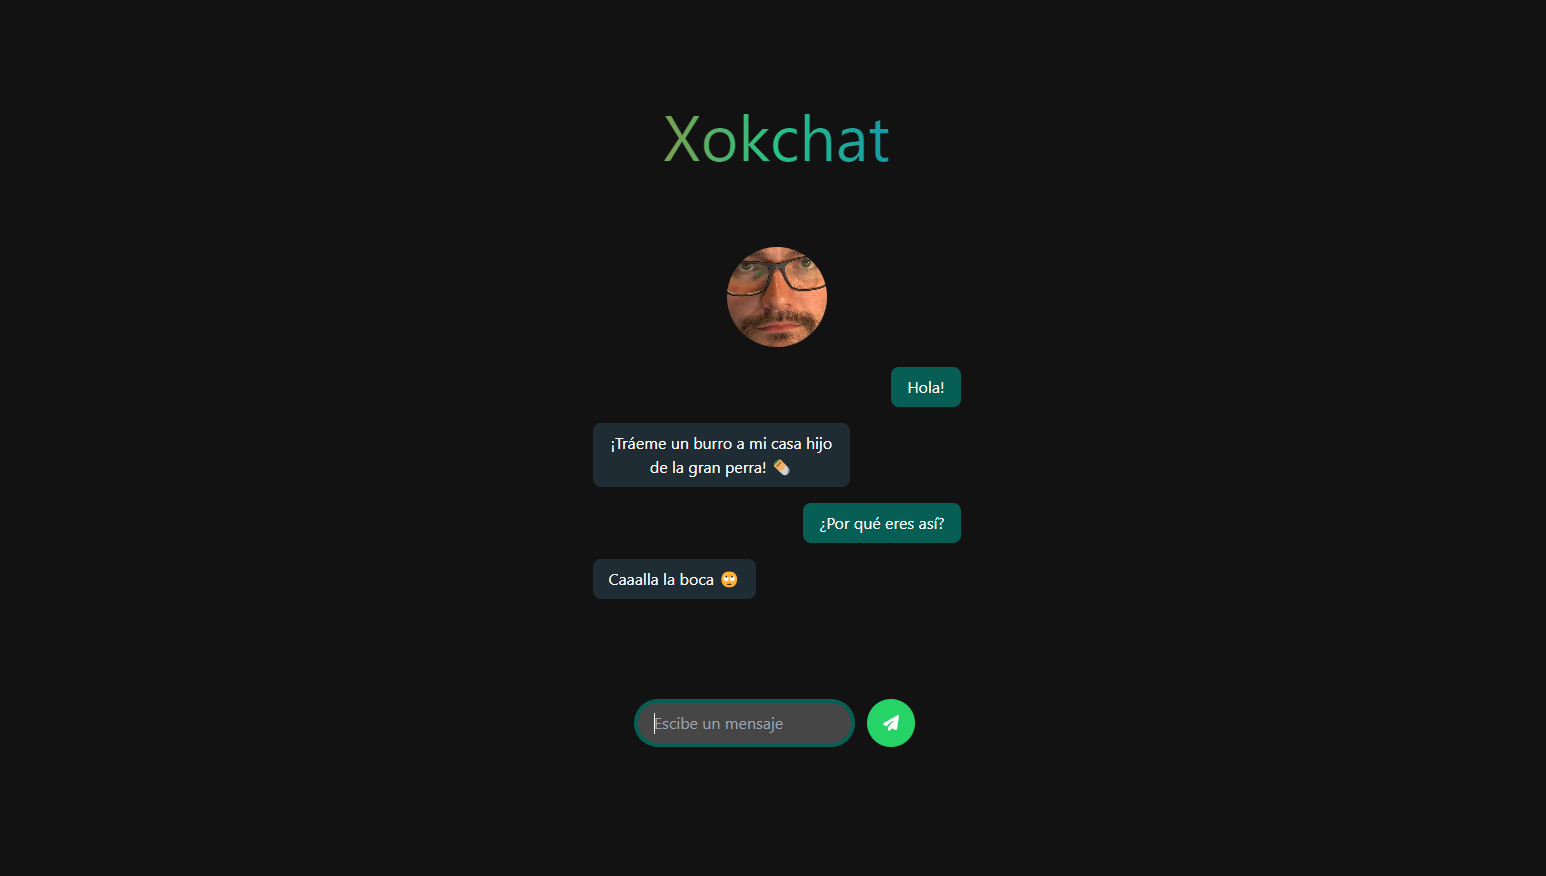 Xokchat
Hola!
¡Tráeme un burro a mi casa hijo
de la gran perra! 🌯
¿Por qué eres así?
Caaalla la boca 🙄
Escibe un mensaje